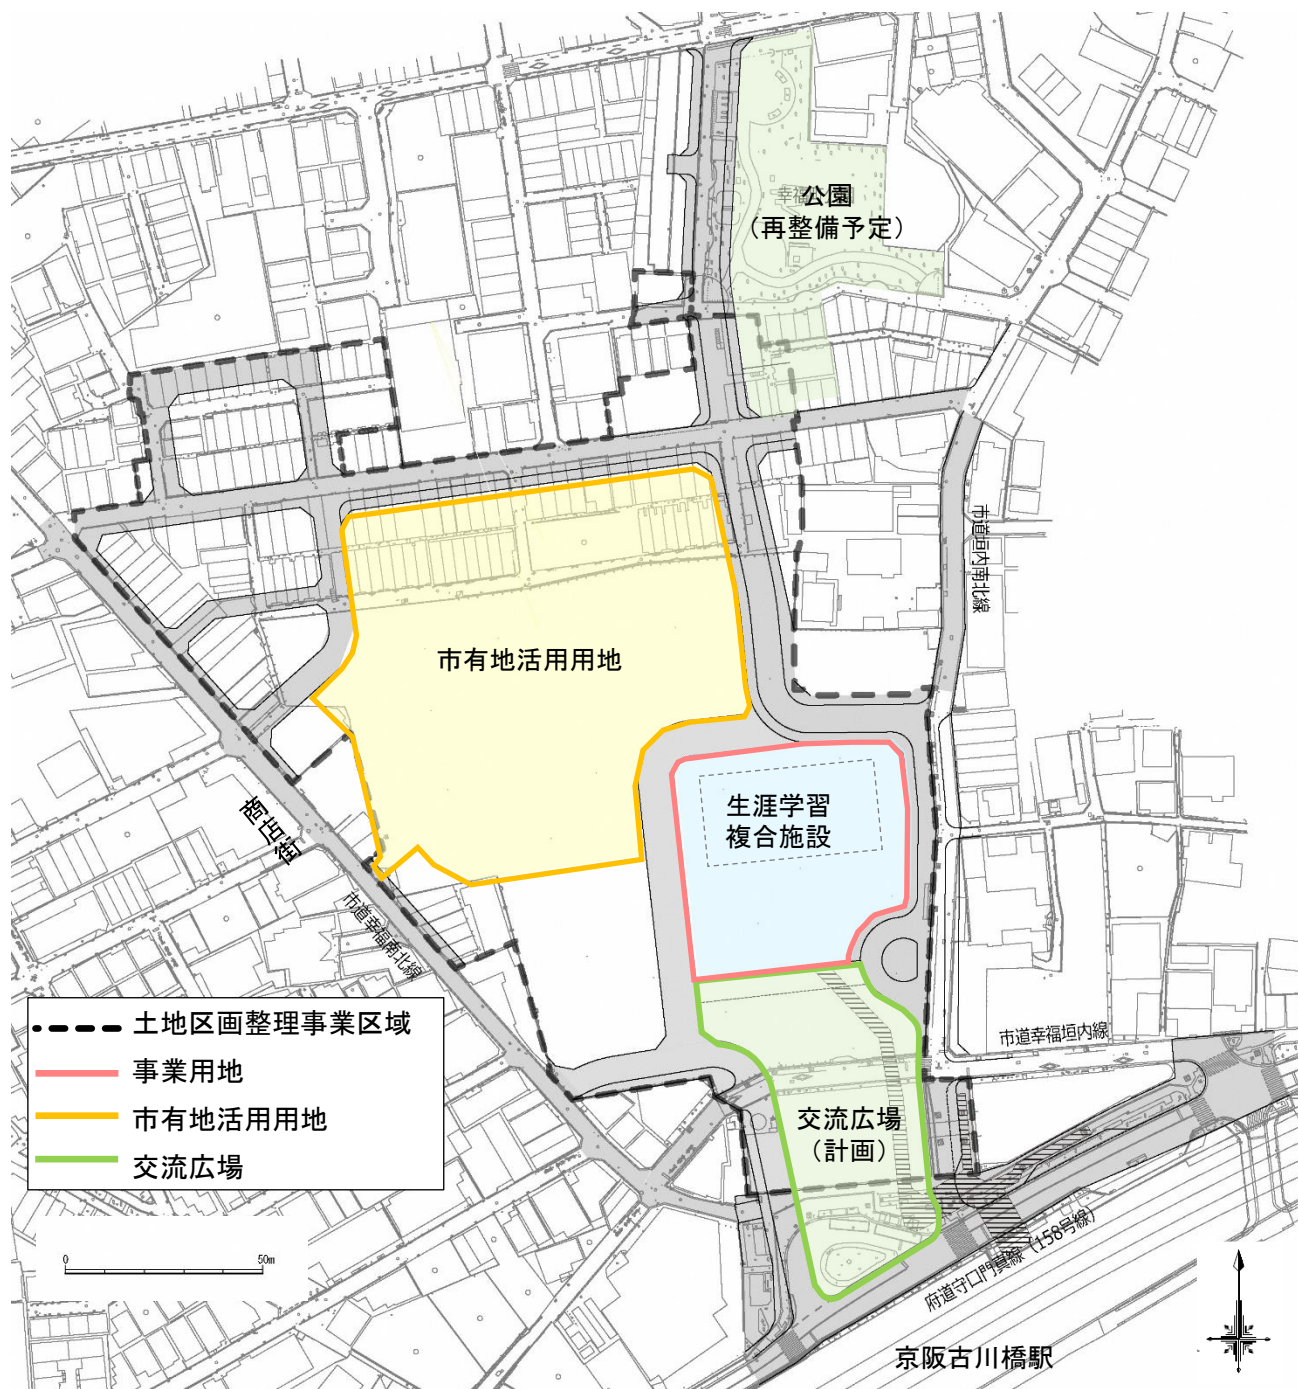 公園
（再整備予定）
市道垣内南北線
市有地活用用地
生涯学習
複合施設
商店街
市道幸福南北線
市道幸福垣内線
土地区画整理事業区域
事業用地
市有地活用用地
交流広場
交流広場
（計画）
府道守口門真線（158号線）
0
50m
京阪古川橋駅